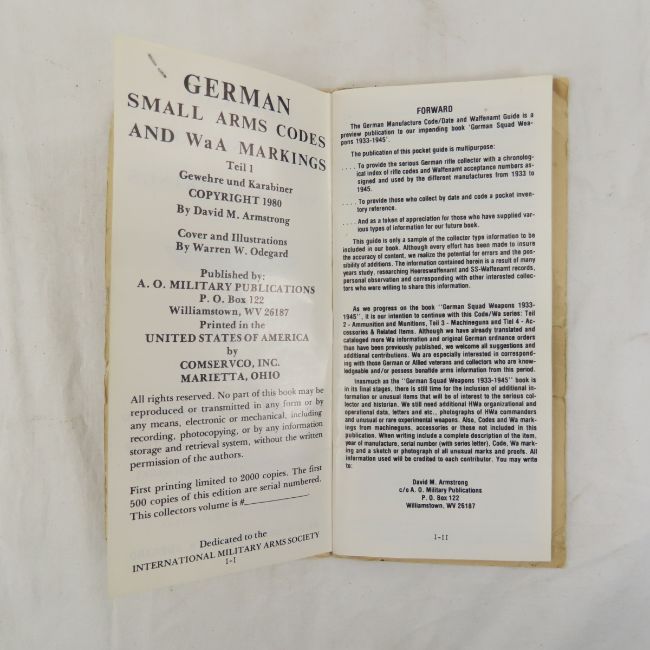 GERMAN
SMALL ARMS CODES
AND WaA MARKINGS
Teil 1
Gewehre und Karabiner
COPYRIGHT 1980
By David M. Armstrong
Cover and Illustrations
By Warren W. Odegard
Published by:
A. O. MILITARY PUBLICATIONS
P. O. Box 122
Williamstown, WV 26187
Printed in the
UNITED STATES OF AMERICA
by
COMSERVCO, INC.
MARIETTA, OHIO
All rights reserved. No part of this book may be
reproduced or transmitted in any form or by
any means, electronic or mechanical, including
recording, photocopying, or by any information
storage and retrieval system, without the written
permission of the authors.
First printing limited to 2000 copies. The first
500 copies of this edition are serial numbered.
This collectors volume is #
Dedicated to the
INTERNATIONAL MILITARY ARMS SOCIETY
1-I
FORWARD
The German Manufacture Code/Date and Waffenamt Guide is a
preview publication to our impending book 'German Squad Wea-
pons 1933-1945'.
The publication of this pocket guide is multipurpose:
.... To provide the serious German rifle collector with a chronolog-
ical index of rifle codes and Waffenamt acceptance numbers as-
signed and used by the different manufactures from 1933 to
1945.
.... To provide those who collect by date and code a pocket inven-
tory reference.
.... And as a token of appreciation for those who have supplied var-
ious types of information for our future book.
This guide is only a sample of the collector type information to be
included in our book. Although every effort has been made to insure
the accuracy of content, we realize the potential for errors and the pos-
sibility of additions. The information contained herein is a result of many
years study, researching Heereswaffenamt and SS-Waffenamt records,
personal observation and corresponding with other interested collec-
tors who were willing to share this information.
As we progress on the book "German Squad Weapons 1933-
1945", it is our intention to continue with this Code/Wa series: Teil
2 - Ammunition and Munitions, Teil 3 - Machineguns and Tiel 4 - Ac-
cessories & Related Items. Although we have already translated and
cataloged more Wa information and original German ordnance orders
than have been previously published, we welcome all suggestions and
additional contributions. We are especially interested in correspond-
ing with those German or Allied veterans and collectors who are know-
ledgeable and/or possess bonafide arms information from this period.
Inasmuch as the "German Squad Weapons 1933-1945" book is
in its final stages, there is still time for the inclusion of additional in-
formation or unusual items that will be of interest to the serious col-
lector and historian. We still need additional HWa organizational and
operational data, letters and etc., photographs of HWa commanders
and unusual or rare experimental weapons. Also, Codes and Wa mark-
ings from machineguns, accessories or those not included in this
publication. When writing include a complete description of the item,
year of manufacture, serial number (with series letter), Code, Wa mark-
ing and a sketch or photograph of all unusual marks and proofs. All
information used will be credited to each contributor. You may write
to:
David M. Armstrong
c/o A. O. Military Publications
P. O. Box 122
Williamstown, WV 26187
1-II